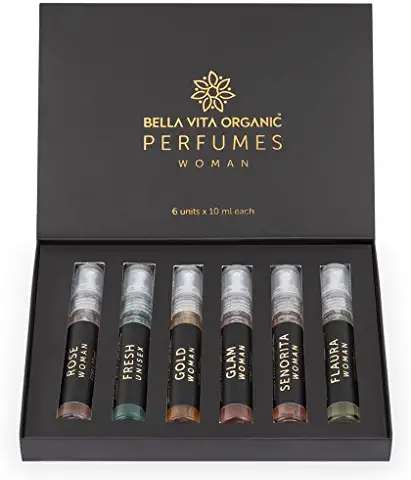 BELLA VITA ORGANIC
PERFUMES
WOMAN
6 units x 10 ml each
ROSE
WOMAN
FRESH
UNISEX
GOLD
WOMAN
GLAM
WOMAN
SENORITA
WOMAN
FLAORA
WOMAN